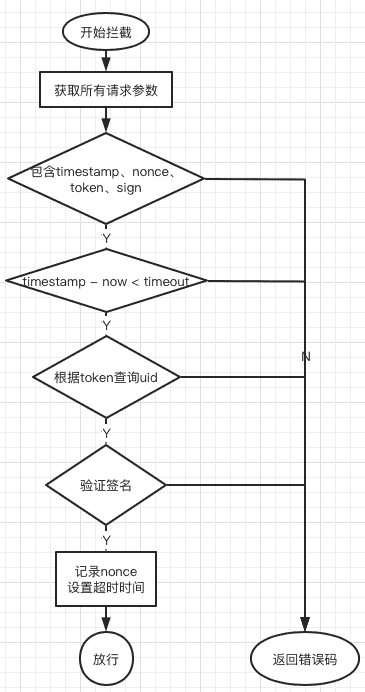 开始拦截
获取所有请求参数
包含timestamp、nonce、
token、sign
Y
timestamp - now < timeout
Y
N
根据token查询uid
Y
验证签名
Y
记录nonce
设置超时时间
放行
返回错误码